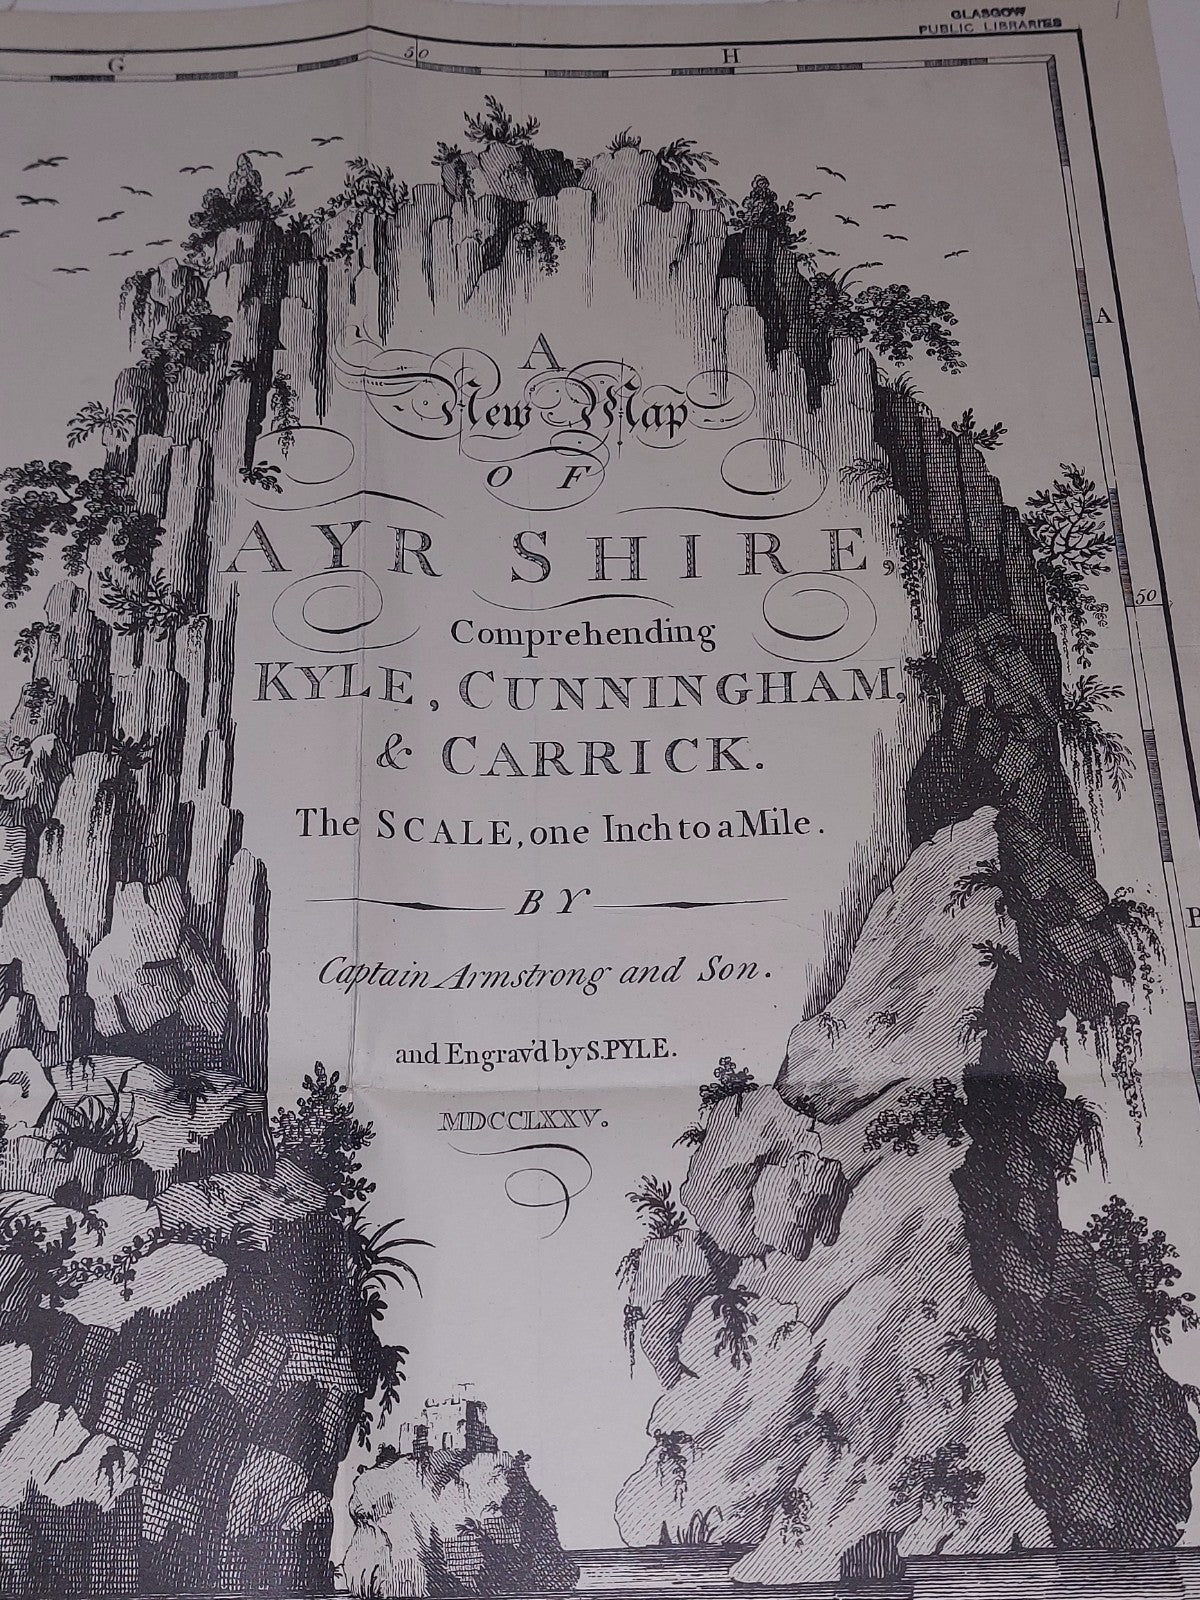 GLASGOW
PUBLIC LIBRARIES
G
50
H
A
50
B
A
New Map
OF
AYR SHIRE,
Comprehending
KYLE, CUNNINGHAM,
& CARRICK.
The SCALE, one Inch to a Mile.
BY
Captain Armstrong and Son.
and Engrav'd by S. PYLE.
MDCCLXXV.